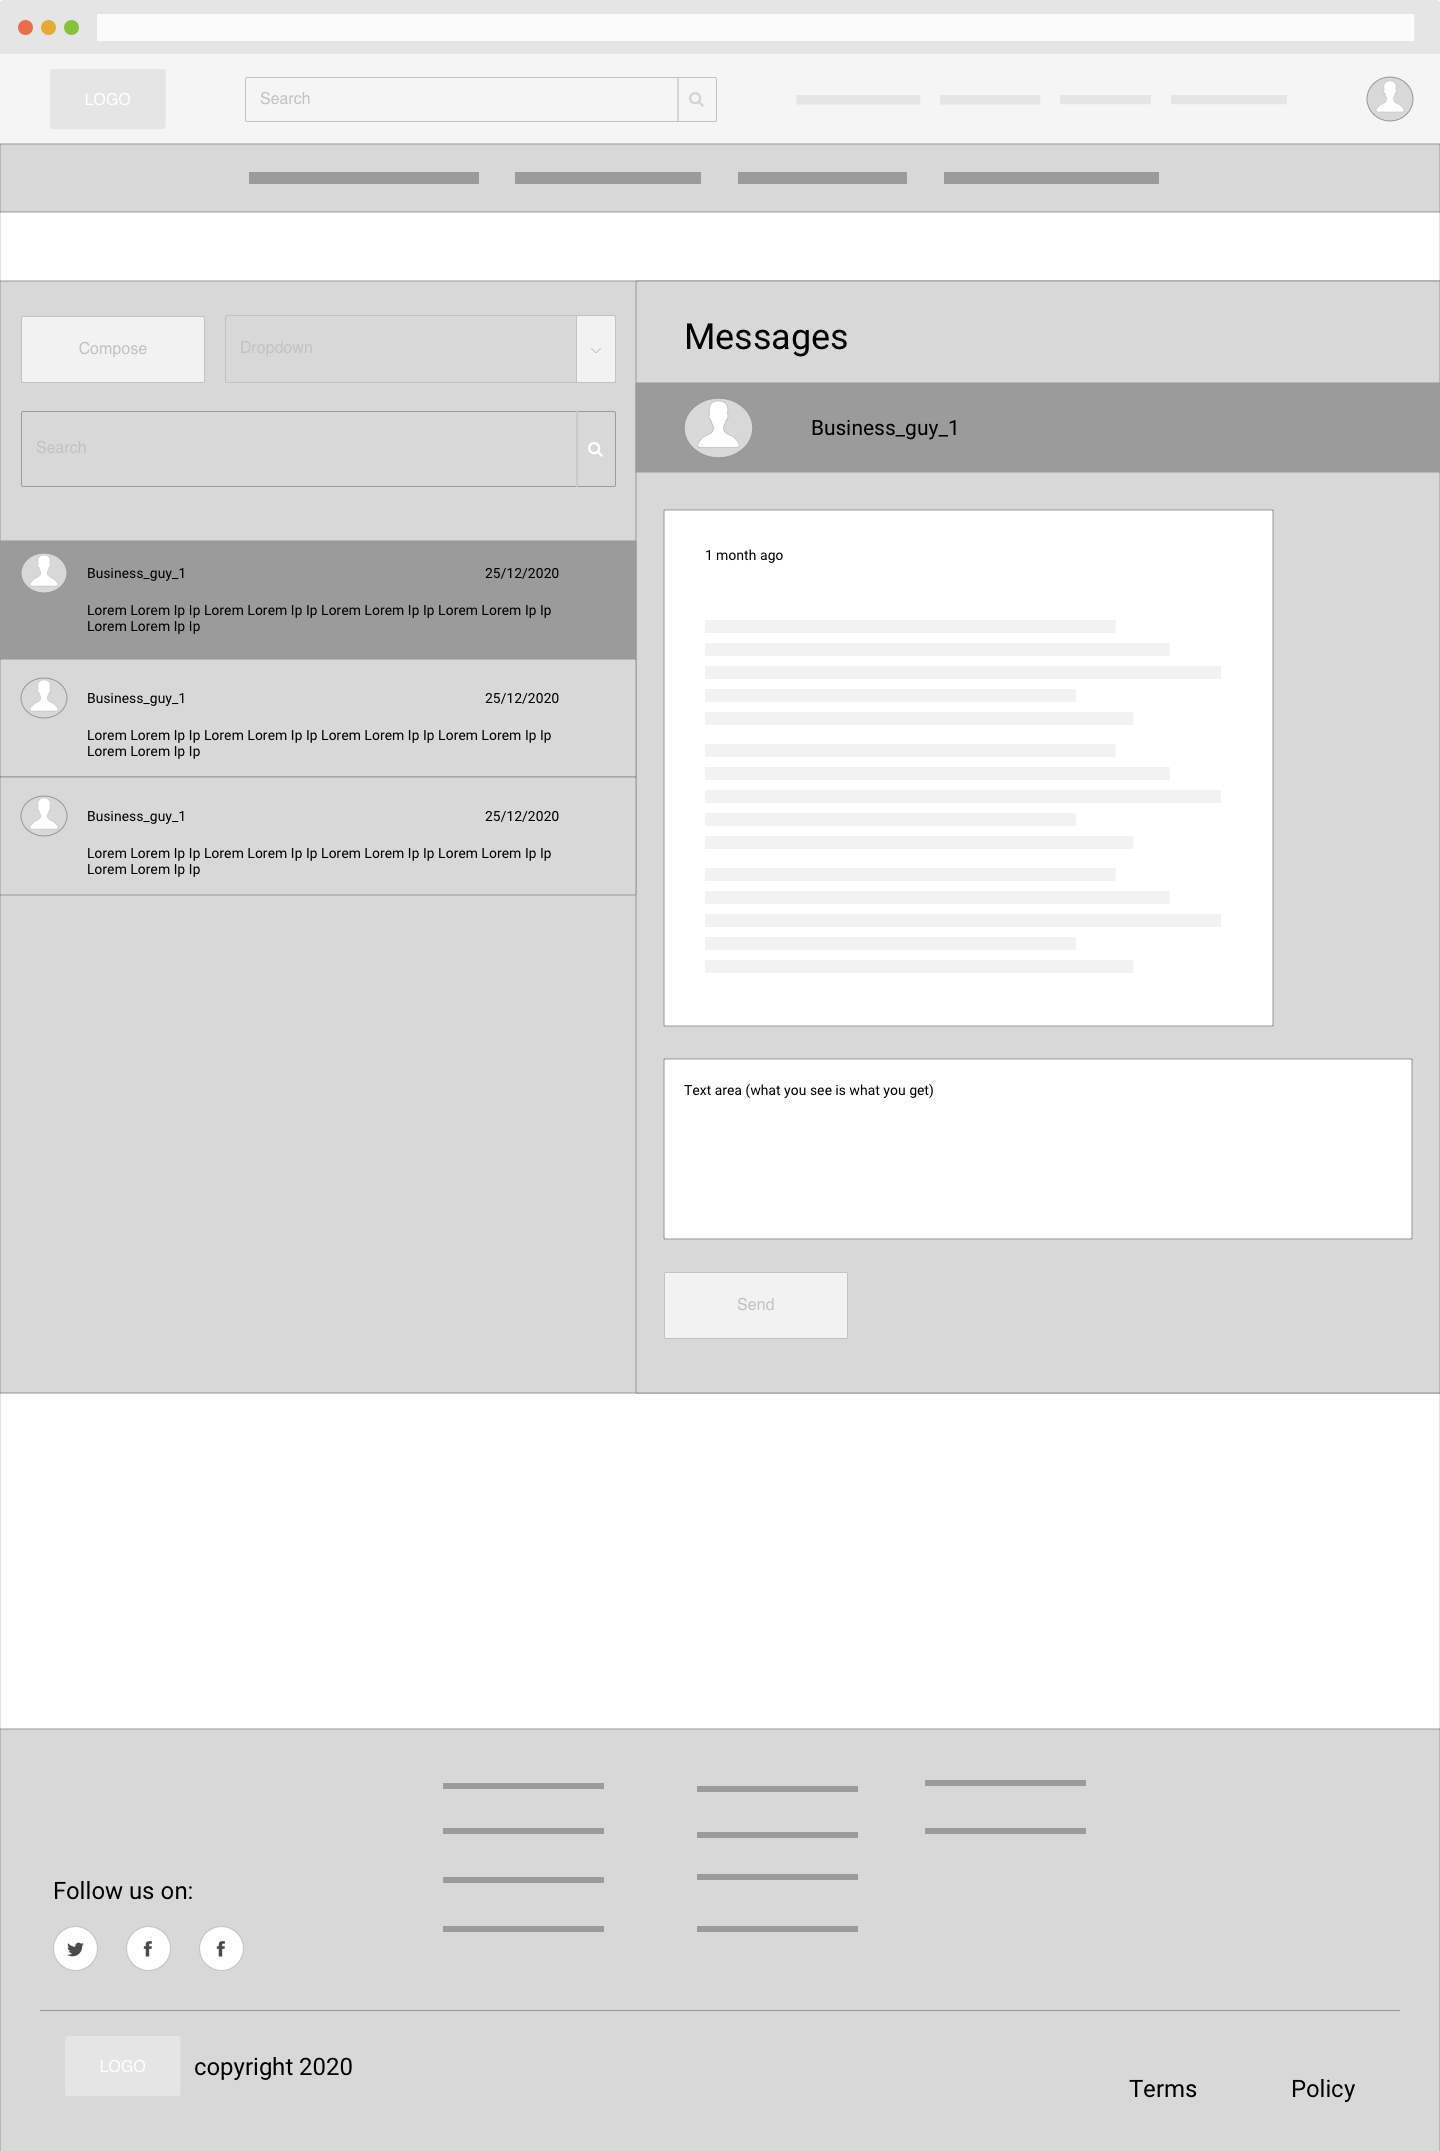 LOGO
Search
Compose
Dropdown
Search
Messages
Business_guy_1
Business_guy_1 25/12/2020
Lorem Lorem Ip Ip Lorem Lorem Ip Ip Lorem Lorem Ip Ip Lorem Lorem Ip Ip
Lorem Lorem Ip Ip
Business_guy_1 25/12/2020
Lorem Lorem Ip Ip Lorem Lorem Ip Ip Lorem Lorem Ip Ip Lorem Lorem Ip Ip
Lorem Lorem Ip Ip
Business_guy_1 25/12/2020
Lorem Lorem Ip Ip Lorem Lorem Ip Ip Lorem Lorem Ip Ip Lorem Lorem Ip Ip
Lorem Lorem Ip Ip
1 month ago
Text area (what you see is what you get)
Send
Follow us on:
LOGO
copyright 2020
Terms
Policy